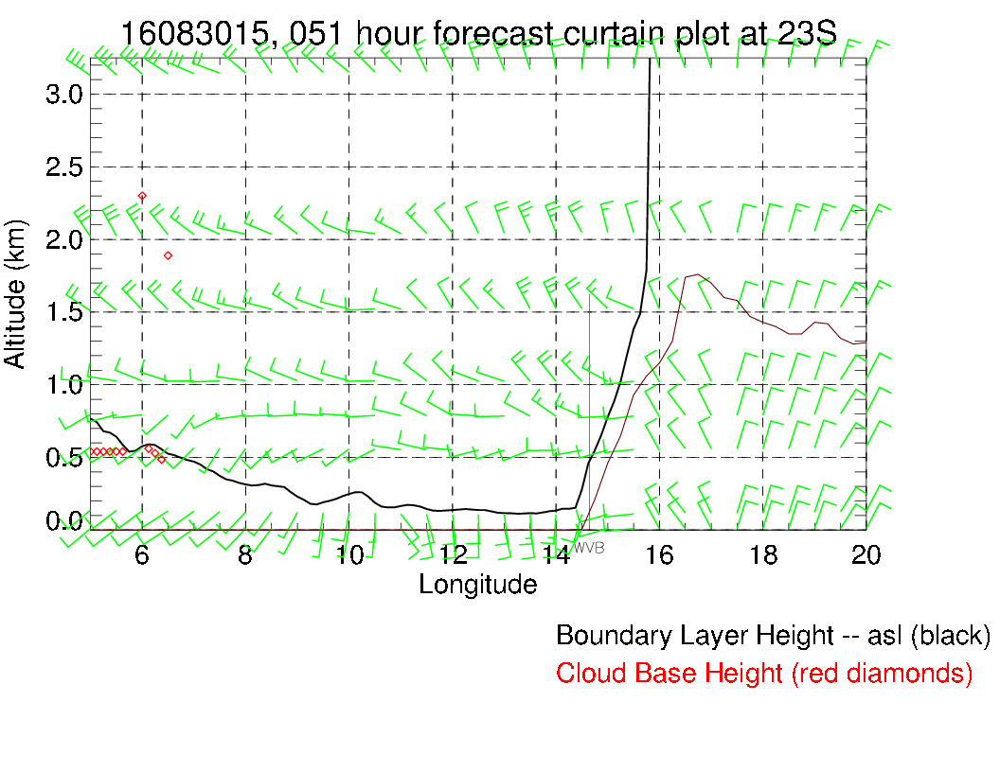 16083015, 051 hour forecast curtain plot at 23S
3.0
2.5
2.0
1.5
1.0
0.5
0.0
Altitude (km)
6 8 10 12 14 16 18 20
WVB
Longitude
Boundary Layer Height -- asl (black)
Cloud Base Height (red diamonds)